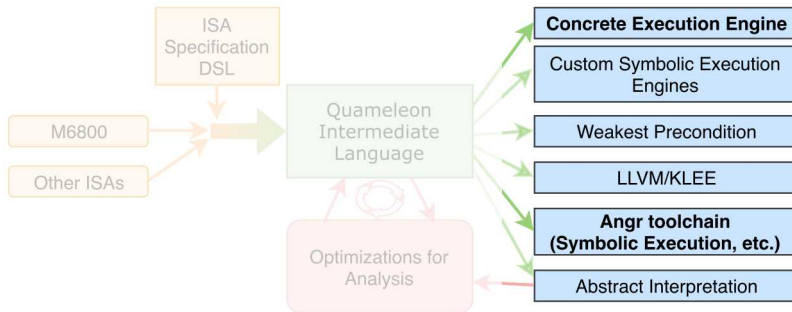 ISA
Specification
DSL
M6800
Other ISAs
Quameleon
Intermediate
Language
Optimizations for
Analysis
Concrete Execution Engine
Custom Symbolic Execution
Engines
Weakest Precondition
LLVM/KLEE
Angr toolchain
(Symbolic Execution, etc.)
Abstract Interpretation